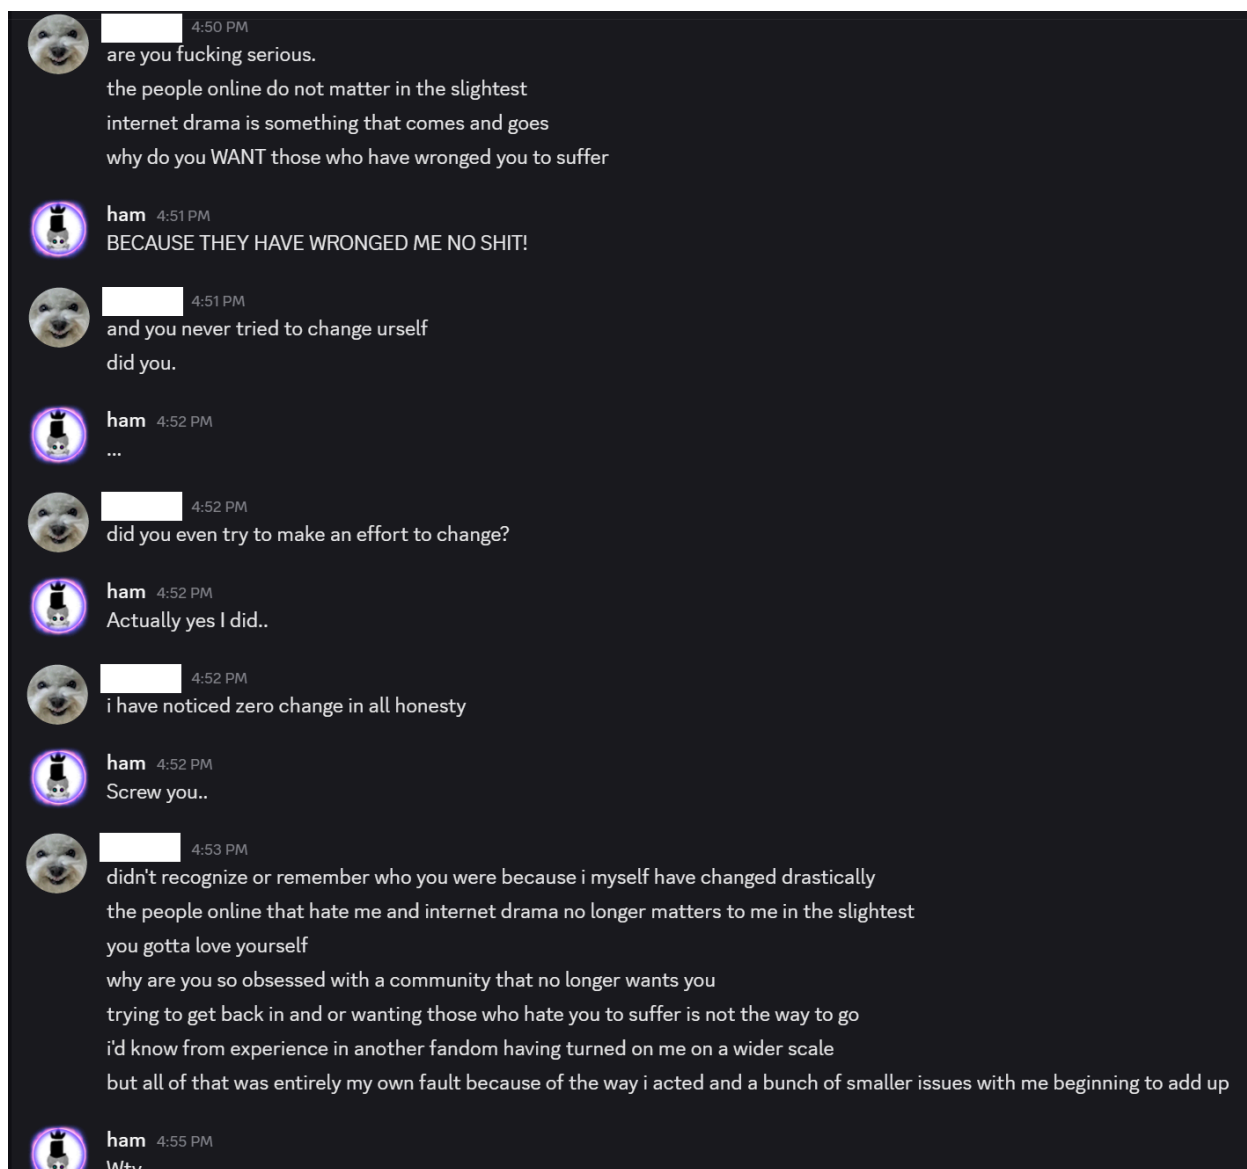 4:50 PM
are you fucking serious.
the people online do not matter in the slightest
internet drama is something that comes and goes
why do you WANT those who have wronged you to suffer
ham 4:51 PM
BECAUSE THEY HAVE WRONGED ME NO SHIT!
4:51 PM
and you never tried to change urself
did you.
ham 4:52 PM
...
4:52 PM
did you even try to make an effort to change?
ham 4:52 PM
Actually yes I did..
4:52 PM
i have noticed zero change in all honesty
ham 4:52 PM
Screw you..
4:53 PM
didn't recognize or remember who you were because i myself have changed drastically
the people online that hate me and internet drama no longer matters to me in the slightest
you gotta love yourself
why are you so obsessed with a community that no longer wants you
trying to get back in and or wanting those who hate you to suffer is not the way to go
i'd know from experience in another fandom having turned on me on a wider scale
but all of that was entirely my own fault because of the way i acted and a bunch of smaller issues with me beginning to add up
ham 4:55 PM